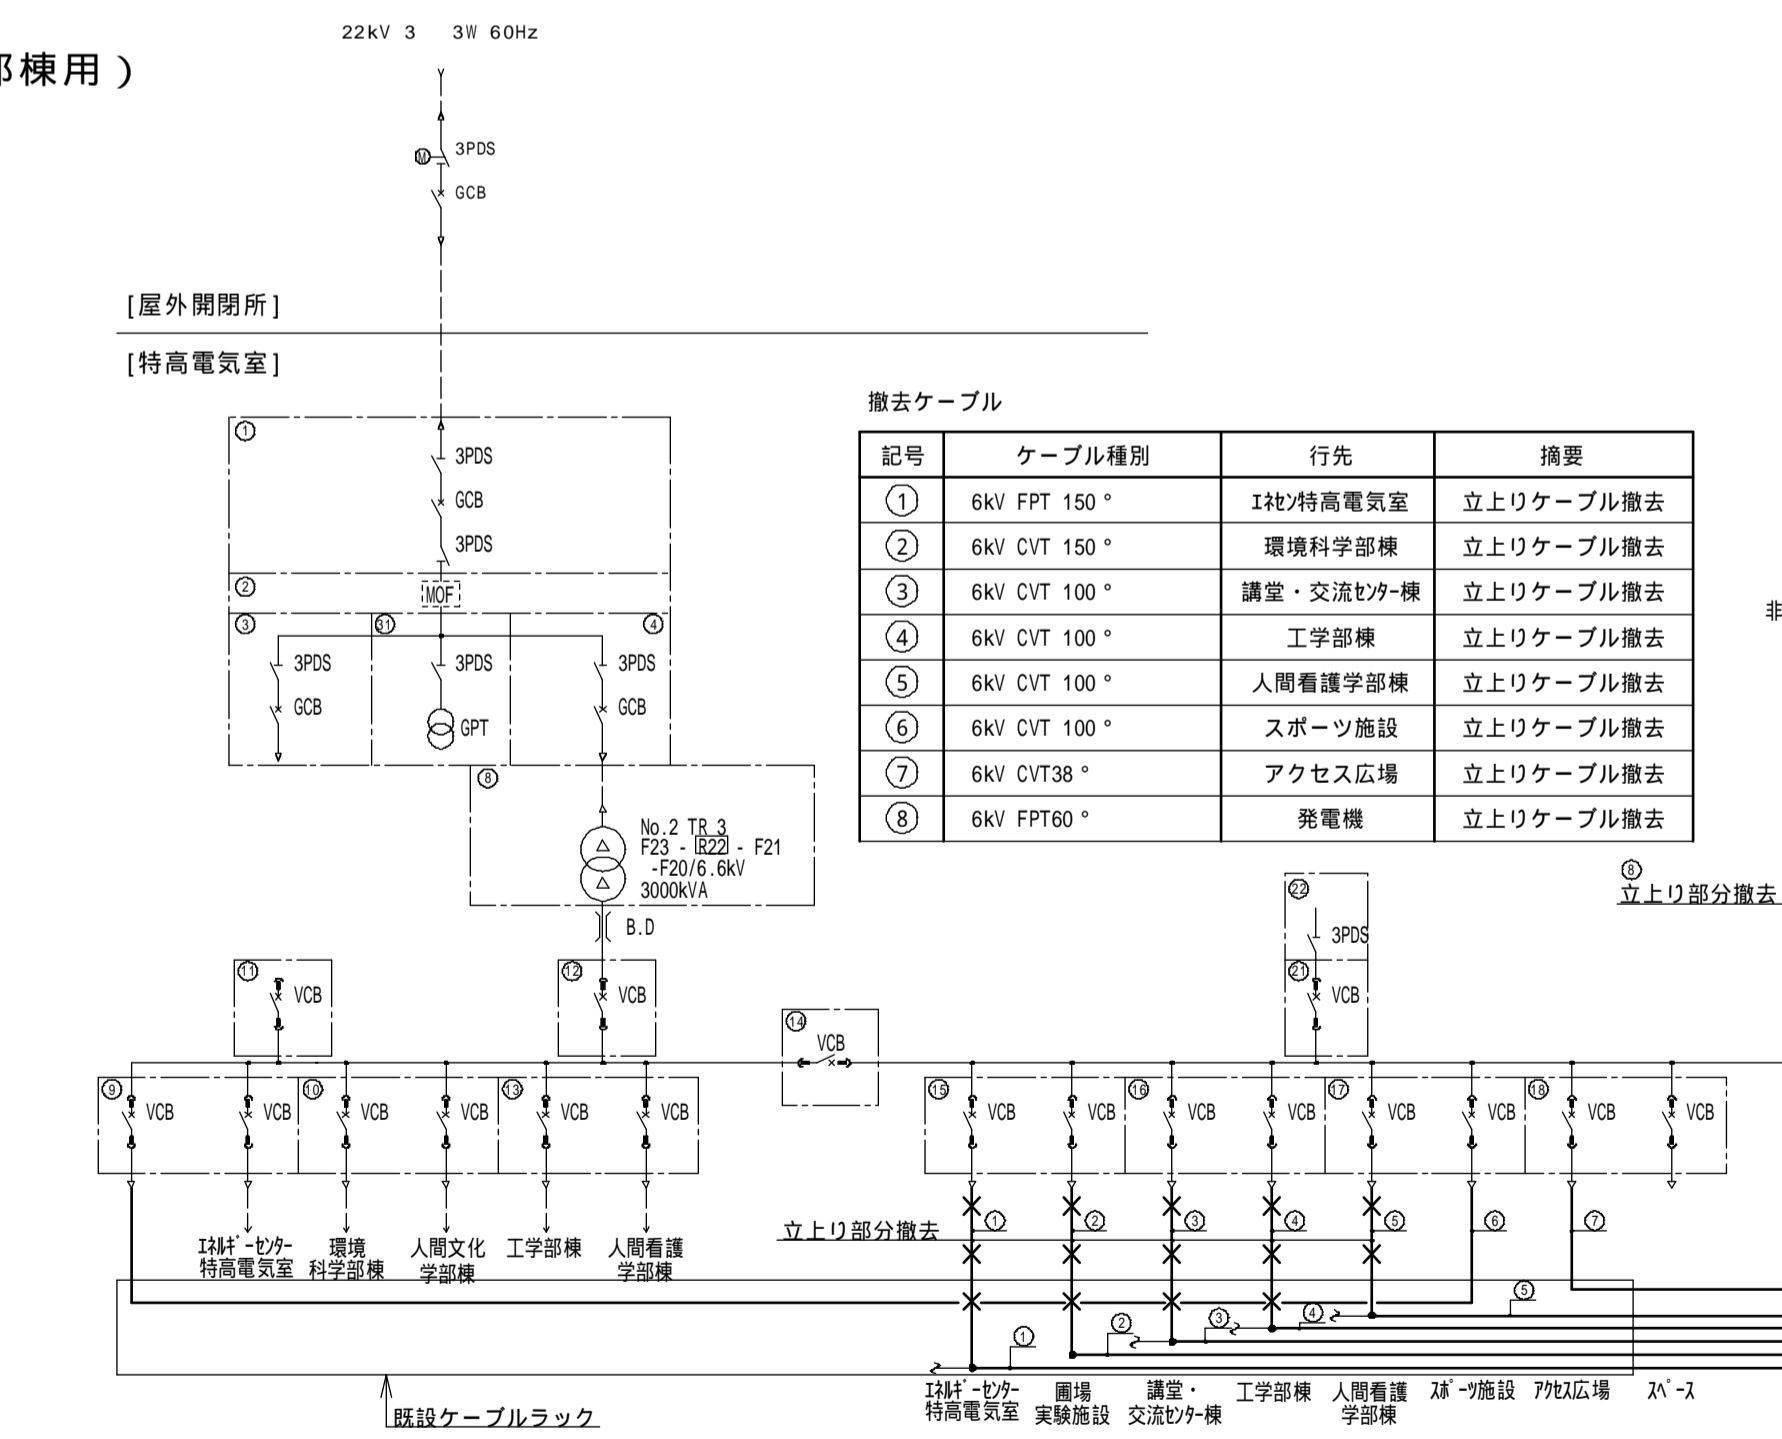 22kV 3 3W 60Hz
部棟用）
M
3PDS
GCB
[屋外開閉所]
[特高電気室]
①
3PDS
GCB
3PDS
②
MOF
③
㉛
④
3PDS
3PDS
3PDS
GCB
GPT
GCB
⑧
No.2 TR 3
F23 - R22 - F21
-F20/6.6kV
3000kVA
B.D
撤去ケーブル
記号 ケーブル種別 行先 摘要
① 6kV FPT 150 ° ｴﾈｾﾝ特高電気室 立上りケーブル撤去
② 6kV CVT 150 ° 環境科学部棟 立上りケーブル撤去
③ 6kV CVT 100 ° 講堂・交流ｾﾝﾀｰ棟 立上りケーブル撤去
④ 6kV CVT 100 ° 工学部棟 立上りケーブル撤去
⑤ 6kV CVT 100 ° 人間看護学部棟 立上りケーブル撤去
⑥ 6kV CVT 100 ° スポーツ施設 立上りケーブル撤去
⑦ 6kV CVT38 ° アクセス広場 立上りケーブル撤去
⑧ 6kV FPT60 ° 発電機 立上りケーブル撤去
非
⑧
立上り部分撤去
㉒
3PDS
⑪
VCB
⑫
VCB
㉑
VCB
⑭
VCB
⑨ VCB VCB ⑩ VCB VCB ⑬ VCB VCB
⑮ VCB VCB ⑯ VCB VCB ⑰ VCB VCB ⑱ VCB VCB
立上り部分撤去
① ② ③ ④ ⑤ ⑥ ⑦
ｴﾈﾙｷﾞｰｾﾝﾀｰ
特高電気室
環境
科学部棟
人間文化
学部棟
工学部棟
人間看護
学部棟
⑤
④
③
②
①
既設ケーブルラック
ｴﾈﾙｷﾞｰｾﾝﾀｰ
特高電気室
圃場
実験施設
講堂・
交流ｾﾝﾀｰ棟
工学部棟
人間看護
学部棟
ｽﾎﾟｰﾂ施設
ｱｸｾｽ広場
ｽﾍﾟｰｽ